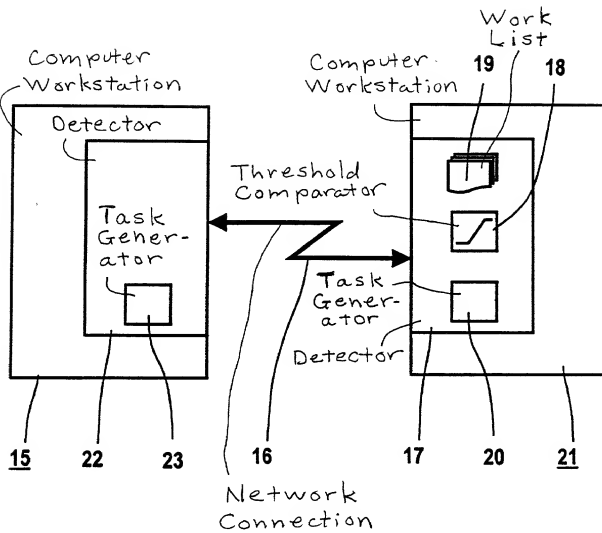 Work
List
Computer
Workstation
19
18
Computer
Workstation
Detector
Threshold
Comparator
Task
Gener-
ator
Task
Gener-
ator
Detector
15
22
23
16
17
20
21
Network
Connection